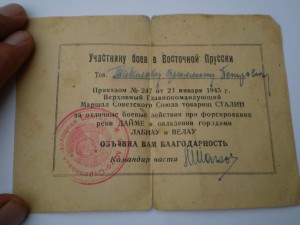 Участнику боев в Восточной Пруссии
Тов.
Приказом № 247 от 23 января 1945 г.
Верховный Главнокомандующий
Маршал Советского Союза товарищ СТАЛИН
за отличные боевые действия при форсировании
реки ДАЙМЕ и овладении городами
ЛАБИАУ и ВЕЛАУ
ОБЪЯВИЛ ВАМ БЛАГОДАРНОСТЬ
Командир части